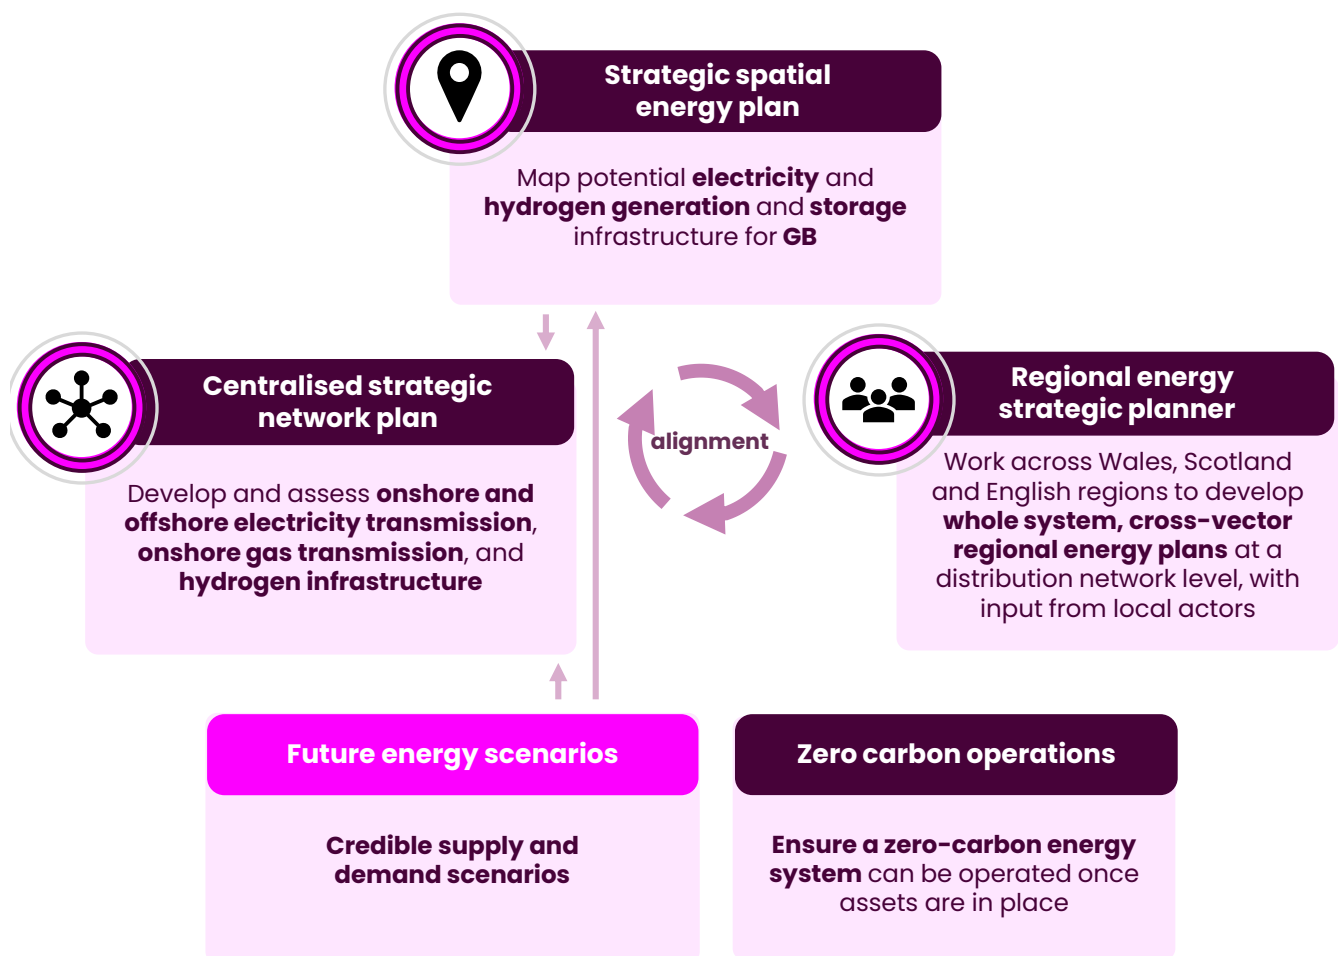 Strategic spatial
energy plan
Map potential electricity and
hydrogen generation and storage
infrastructure for GB
Centralised strategic
network plan
Develop and assess onshore and
offshore electricity transmission,
onshore gas transmission, and
hydrogen infrastructure
alignment
Regional energy
strategic planner
Work across Wales, Scotland
and English regions to develop
whole system, cross-vector
regional energy plans at a
distribution network level, with
input from local actors
Future energy scenarios
Credible supply and
demand scenarios
Zero carbon operations
Ensure a zero-carbon energy
system can be operated once
assets are in place